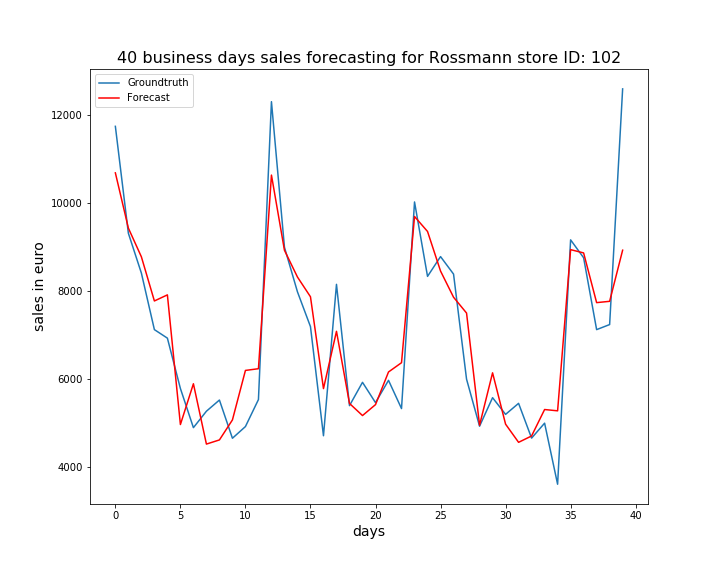 40 business days sales forecasting for Rossmann store ID: 102
Groundtruth
Forecast
12000
10000
8000
6000
4000
sales in euro
0 5 10 15 20 25 30 35 40
days